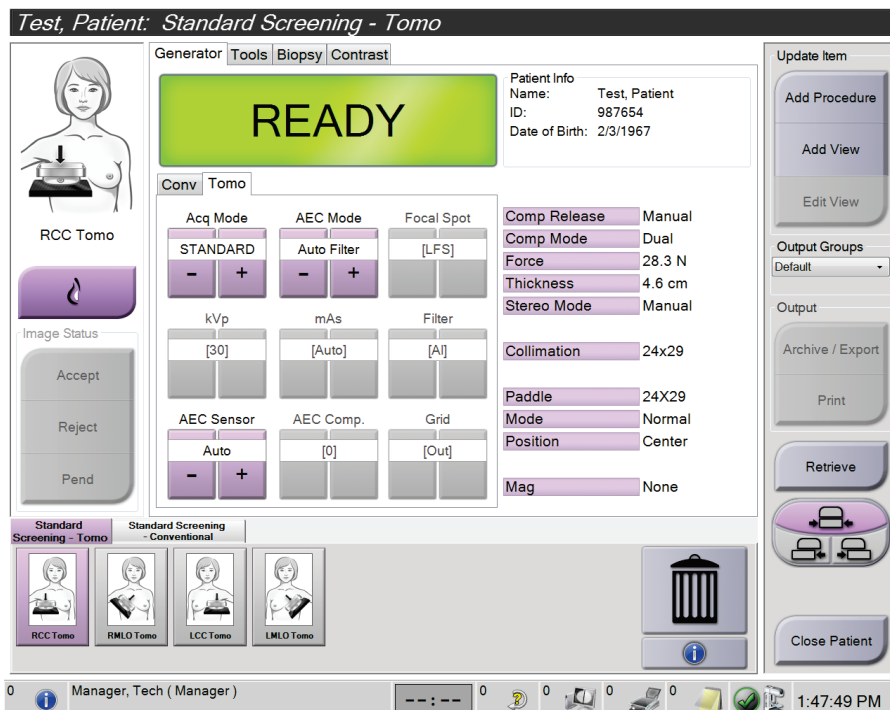 Test, Patient: Standard Screening - Tomo
Generator Tools Biopsy Contrast
READY
Patient Info
Name: Test, Patient
ID: 987654
Date of Birth: 2/3/1967
RCC Tomo
Image Status
Accept
Reject
Pend
Conv Tomo
Acq Mode AEC Mode Focal Spot
STANDARD Auto Filter [LFS]
- + - +
kVp mAs Filter
[30] [Auto] [Al]
AEC Sensor AEC Comp. Grid
Auto [0] [Out]
- +
Comp Release Manual
Comp Mode Dual
Force 28.3 N
Thickness 4.6 cm
Stereo Mode Manual
Collimation 24x29
Paddle 24X29
Mode Normal
Position Center
Mag None
Update Item
Add Procedure
Add View
Edit View
Output Groups
Default
Output
Archive / Export
Print
Retrieve
Close Patient
Standard
Screening - Tomo
Standard Screening
- Conventional
RCC Tomo RMLO Tomo LCC Tomo LMLO Tomo
0 Manager, Tech ( Manager ) --:-- 0 0 0 0 1:47:49 PM